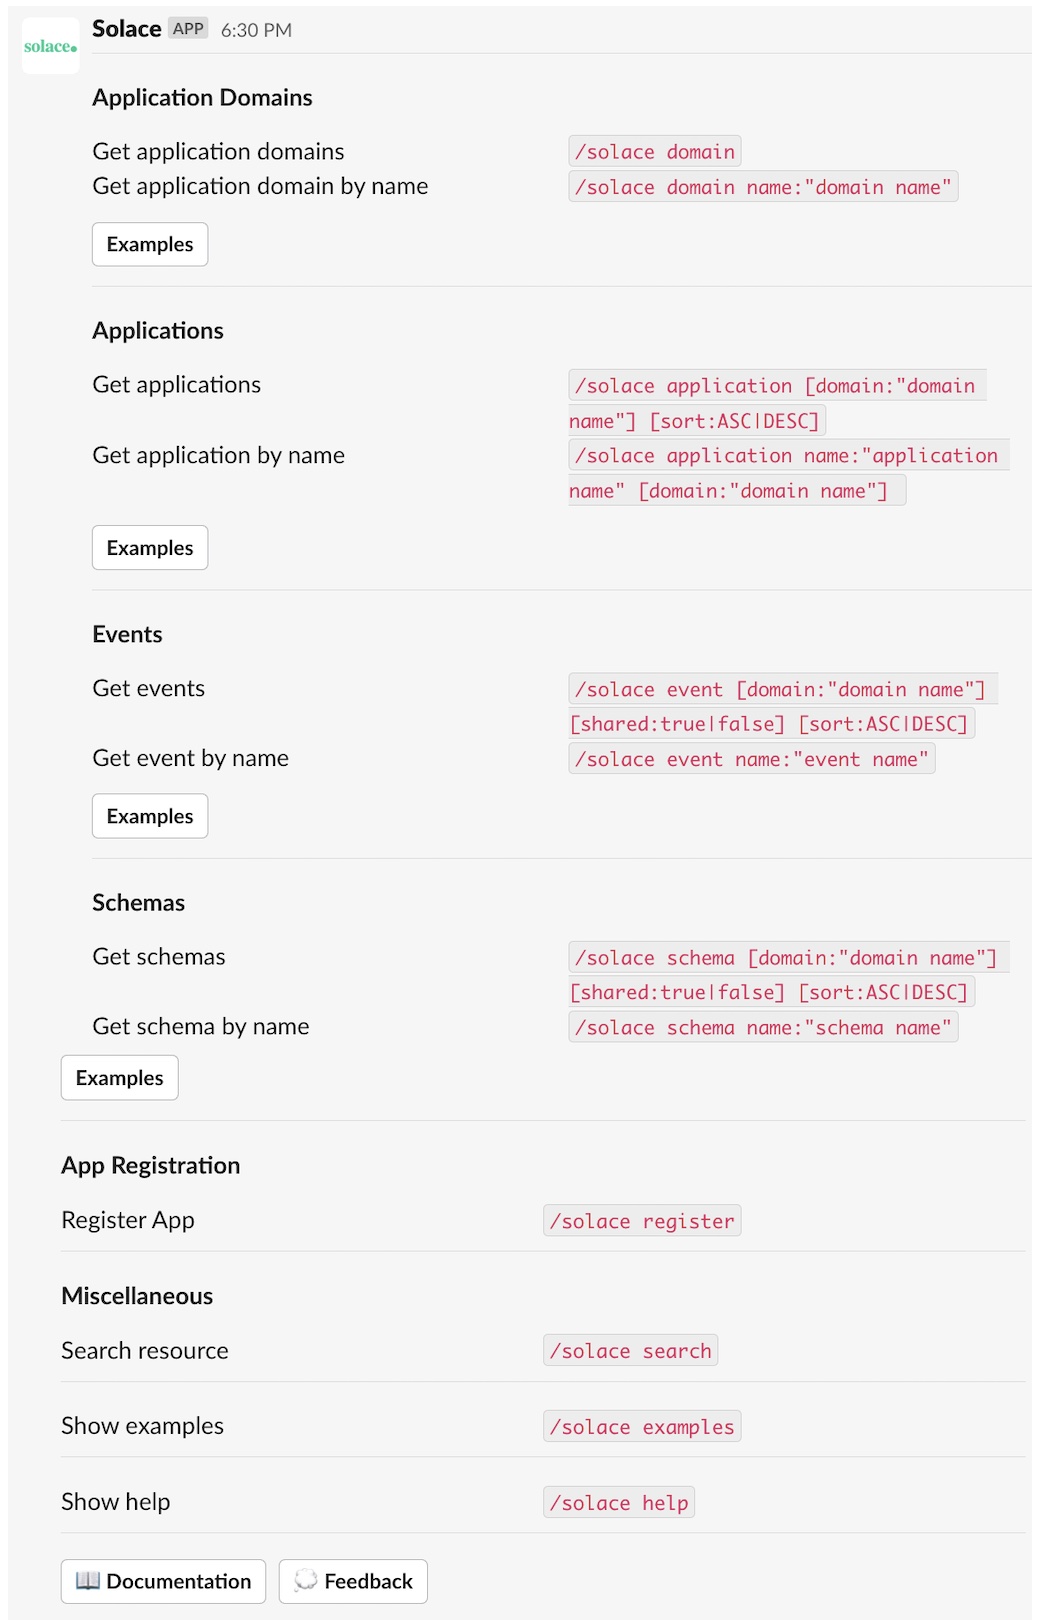 solace.
Solace APP 6:30 PM
Application Domains
Get application domains /solace domain
Get application domain by name /solace domain name:"domain name"
Examples
Applications
Get applications /solace application [domain:"domain
name"] [sort:ASC|DESC]
Get application by name /solace application name:"application
name" [domain:"domain name"]
Examples
Events
Get events /solace event [domain:"domain name"]
[shared:true|false] [sort:ASC|DESC]
Get event by name /solace event name:"event name"
Examples
Schemas
Get schemas /solace schema [domain:"domain name"]
[shared:true|false] [sort:ASC|DESC]
Get schema by name /solace schema name:"schema name"
Examples
App Registration
Register App /solace register
Miscellaneous
Search resource /solace search
Show examples /solace examples
Show help /solace help
Documentation Feedback